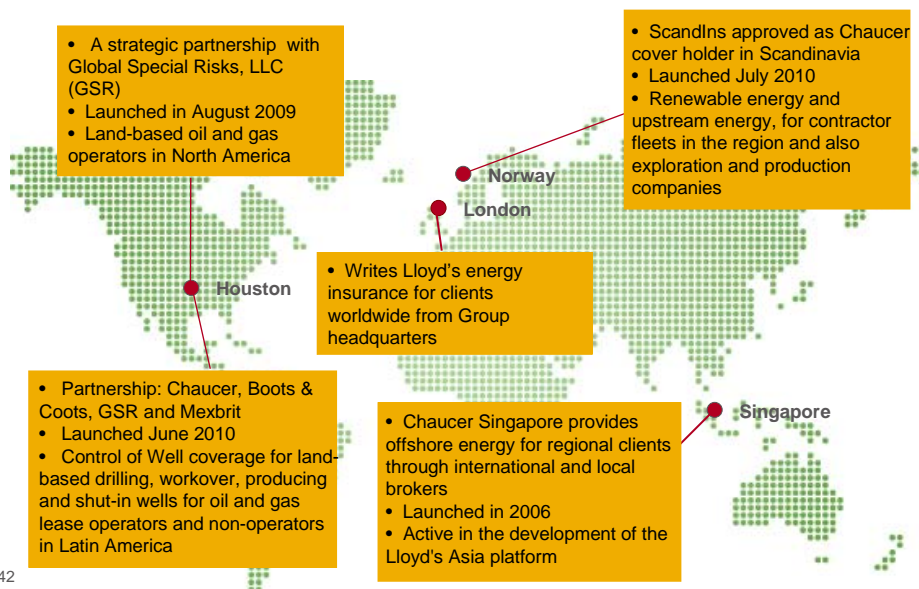 • A strategic partnership with
Global Special Risks, LLC
(GSR)
• Launched in August 2009
• Land-based oil and gas
operators in North America
• ScandIns approved as Chaucer
cover holder in Scandinavia
• Launched July 2010
• Renewable energy and
upstream energy, for contractor
fleets in the region and also
exploration and production
companies
Norway
London
Houston
• Writes Lloyd's energy
insurance for clients
worldwide from Group
headquarters
• Partnership: Chaucer, Boots &
Coots, GSR and Mexbrit
• Launched June 2010
• Control of Well coverage for land-
based drilling, workover, producing
and shut-in wells for oil and gas
lease operators and non-operators
in Latin America
• Chaucer Singapore provides
offshore energy for regional clients
through international and local
brokers
• Launched in 2006
• Active in the development of the
Lloyd's Asia platform
Singapore
42